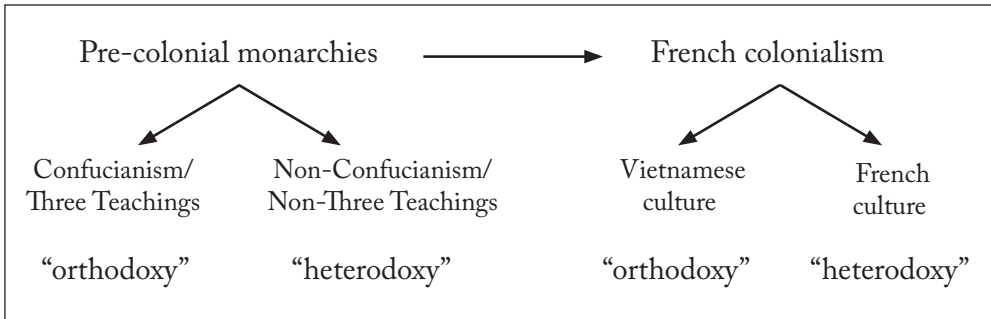 Pre-colonial monarchies
French colonialism
Confucianism/
Three Teachings
Non-Confucianism/
Non-Three Teachings
Vietnamese
culture
French
culture
“orthodoxy”
“heterodoxy”
“orthodoxy”
“heterodoxy”